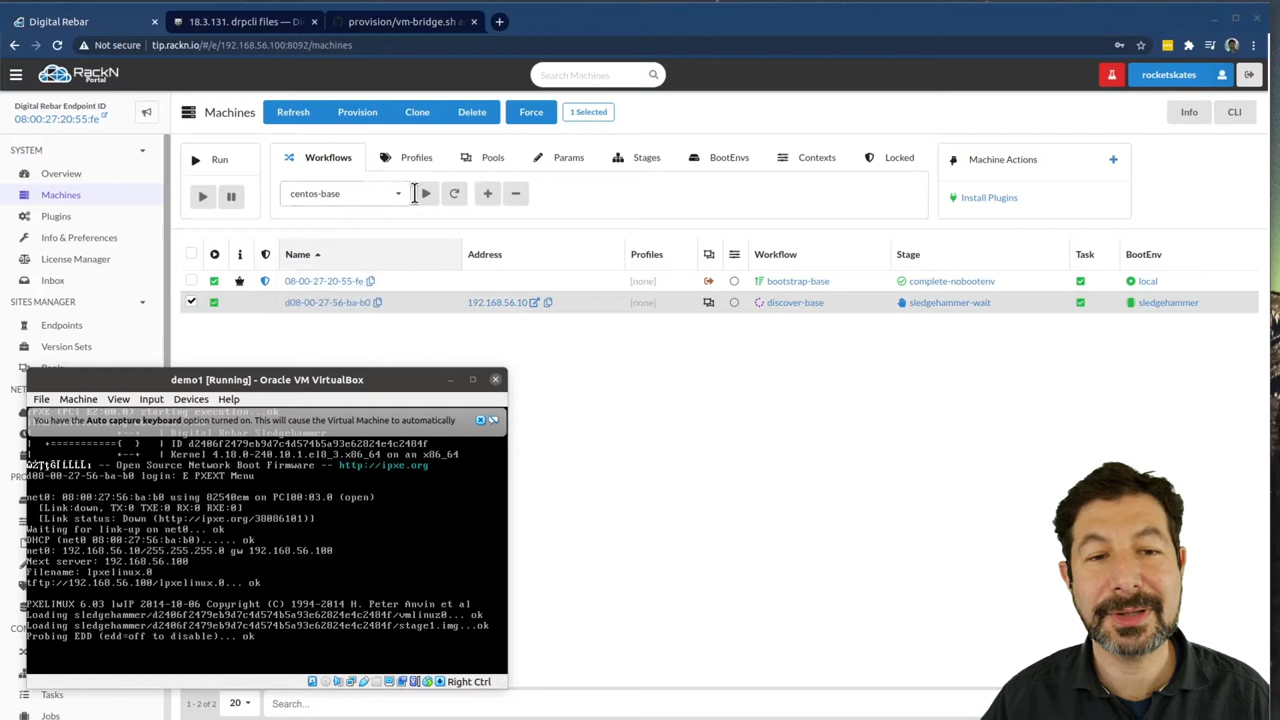 Digital Rebar
18.3.131. drpcli files — Di
provision/vm-bridge.sh a
Not secure
tip.rackn.io/#/e/192.168.56.100:8092/machines
RackN
Portal
Search Machines
rocketskates
Digital Rebar Endpoint ID
08:00:27:20:55:fe
Machines
Refresh
Provision
Clone
Delete
Force
1 Selected
Info
CLI
SYSTEM
Overview
Machines
Plugins
Info & Preferences
License Manager
Inbox
SITES MANAGER
Endpoints
Version Sets
Run
Workflows
Profiles
Pools
Params
Stages
BootEnvs
Contexts
Locked
centos-base
Machine Actions
Install Plugins
Name
Address
Profiles
Workflow
Stage
Task
BootEnv
08-00-27-20-55-fe
[none]
bootstrap-base
complete-nobootenv
local
d08-00-27-56-ba-b0
192.168.56.10
[none]
discover-base
sledgehammer-wait
sledgehammer
demo1 [Running] - Oracle VM VirtualBox
File Machine View Input Devices Help
You have the Auto capture keyboard option turned on. This will cause the Virtual Machine to automatically
| Digital Rebar Sledgehammer
| ID d2406f2479eb9d7c4d574b5a93e62824e4c2484f
| Kernel 4.18.0-240.10.1.el8_3.x86_64 on an x86_64
-- Open Source Network Boot Firmware -- http://ipxe.org
d08-00-27-56-ba-b0 login: E PXEXT Menu
net0: 08:00:27:56:ba:b0 using 82540em on PCI00:03.0 (open)
[Link:down, TX:0 TXE:0 RX:0 RXE:0]
[Link status: Down (http://ipxe.org/38086101)]
Waiting for link-up on net0... ok
DHCP (net0 08:00:27:56:ba:b0)...... ok
net0: 192.168.56.10/255.255.255.0 gw 192.168.56.100
Next server: 192.168.56.100
Filename: lpxelinux.0
tftp://192.168.56.100/lpxelinux.0... ok
PXELINUX 6.03 lwIP 2014-10-06 Copyright (C) 1994-2014 H. Peter Anvin et al
Loading sledgehammer/d2406f2479eb9d7c4d574b5a93e62824e4c2484f/vmlinuz0... ok
Loading sledgehammer/d2406f2479eb9d7c4d574b5a93e62824e4c2484f/stage1.img...ok
Probing EDD (edd=off to disable)... ok
Right Ctrl
Tasks
Jobs
1 - 2 of 2
20
Search...